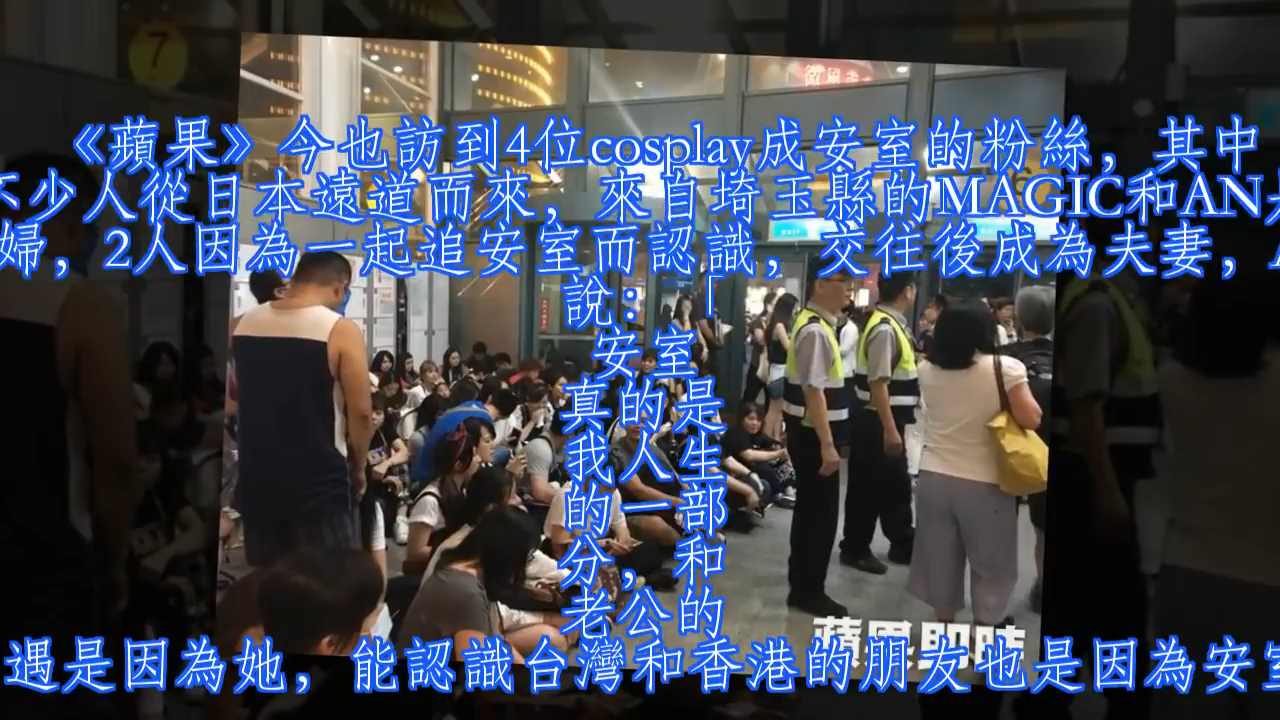 7
《蘋果》今也訪到4位cosplay成安室的粉絲，其中
不少人從日本遠道而來，來自埼玉縣的MAGIC和AN是
婦，2人因為一起追安室而認識，交往後成為夫妻，A
說：「
安室
真的是
我人生
的一部
分，和
老公的
遇是因為她，能認識台灣和香港的朋友也是因為安室
蘋果即時